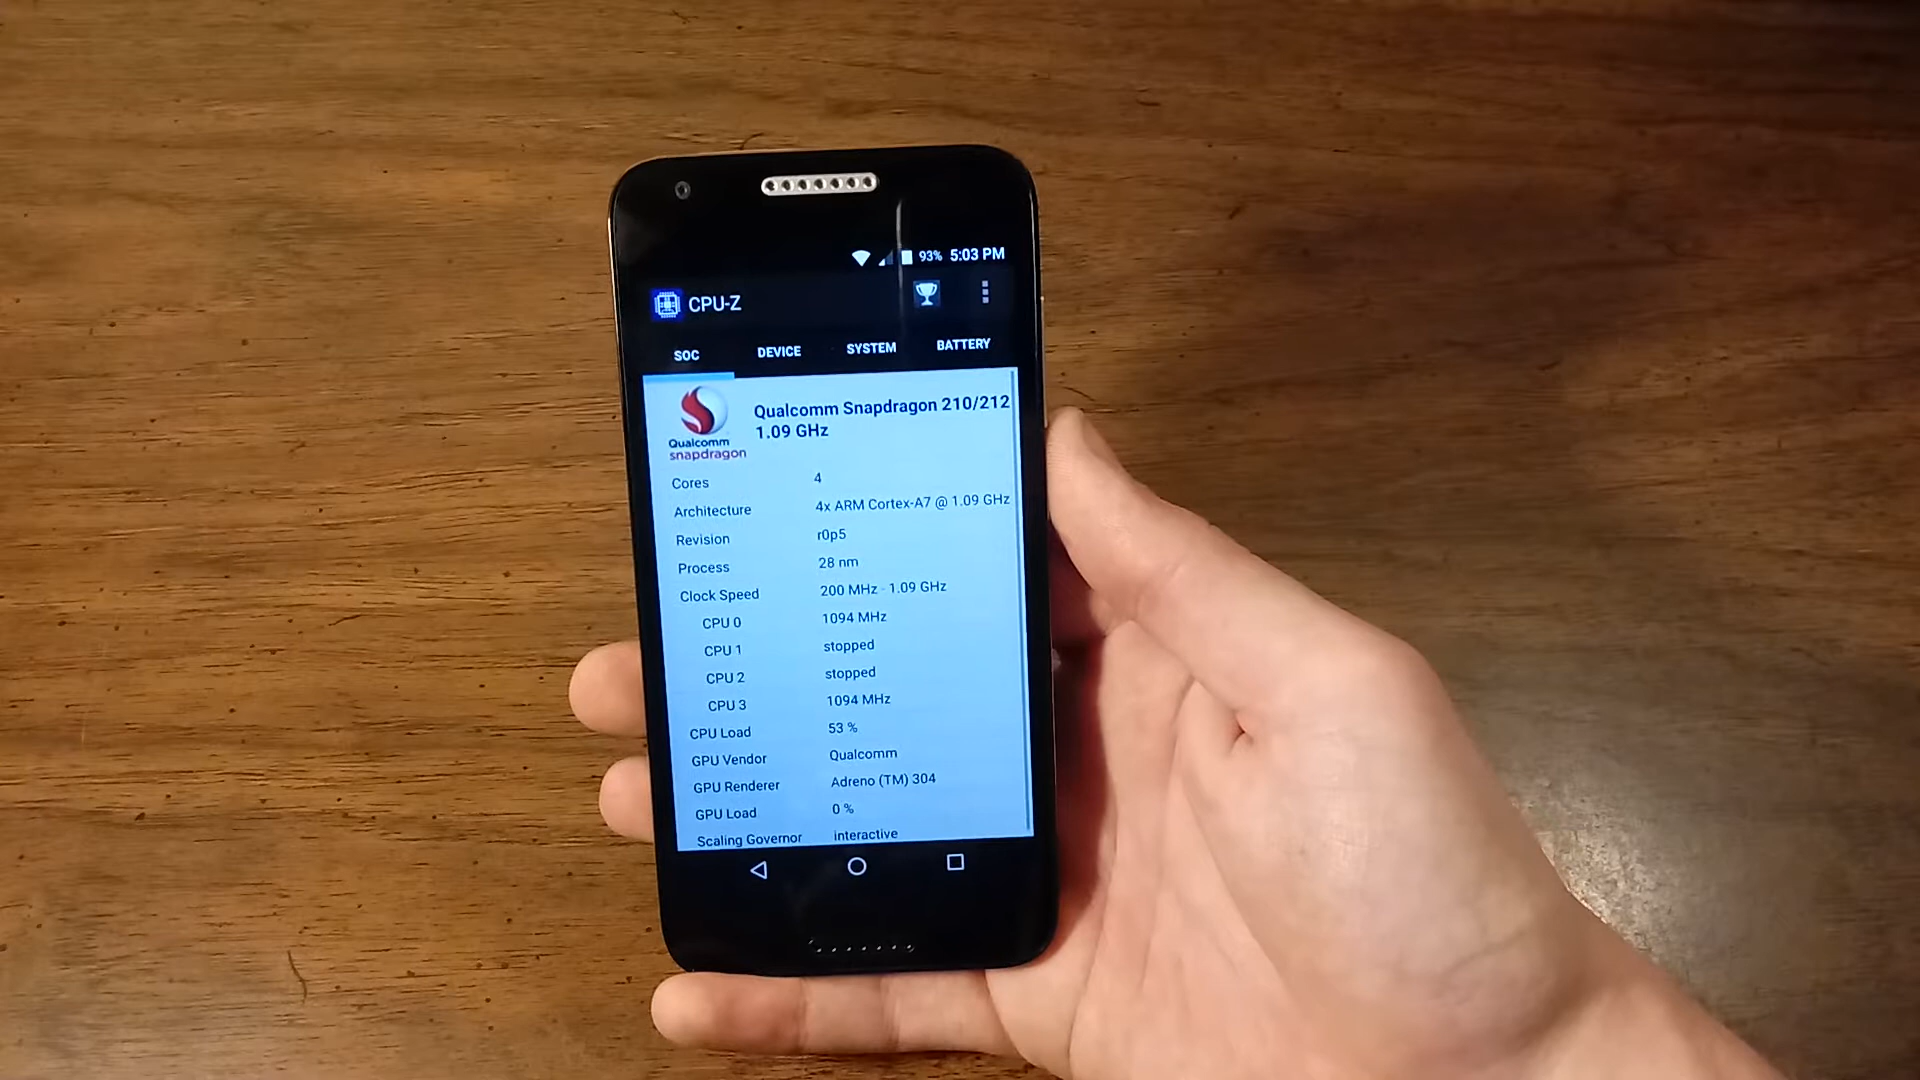 93% 5:03 PM
CPU-Z
SOC DEVICE SYSTEM BATTERY
Qualcomm snapdragon
Qualcomm Snapdragon 210/212
1.09 GHz
Cores 4
Architecture 4x ARM Cortex-A7 @ 1.09 GHz
Revision r0p5
Process 28 nm
Clock Speed 200 MHz - 1.09 GHz
CPU 0 1094 MHz
CPU 1 stopped
CPU 2 stopped
CPU 3 1094 MHz
CPU Load 53 %
GPU Vendor Qualcomm
GPU Renderer Adreno (TM) 304
GPU Load 0 %
Scaling Governor interactive